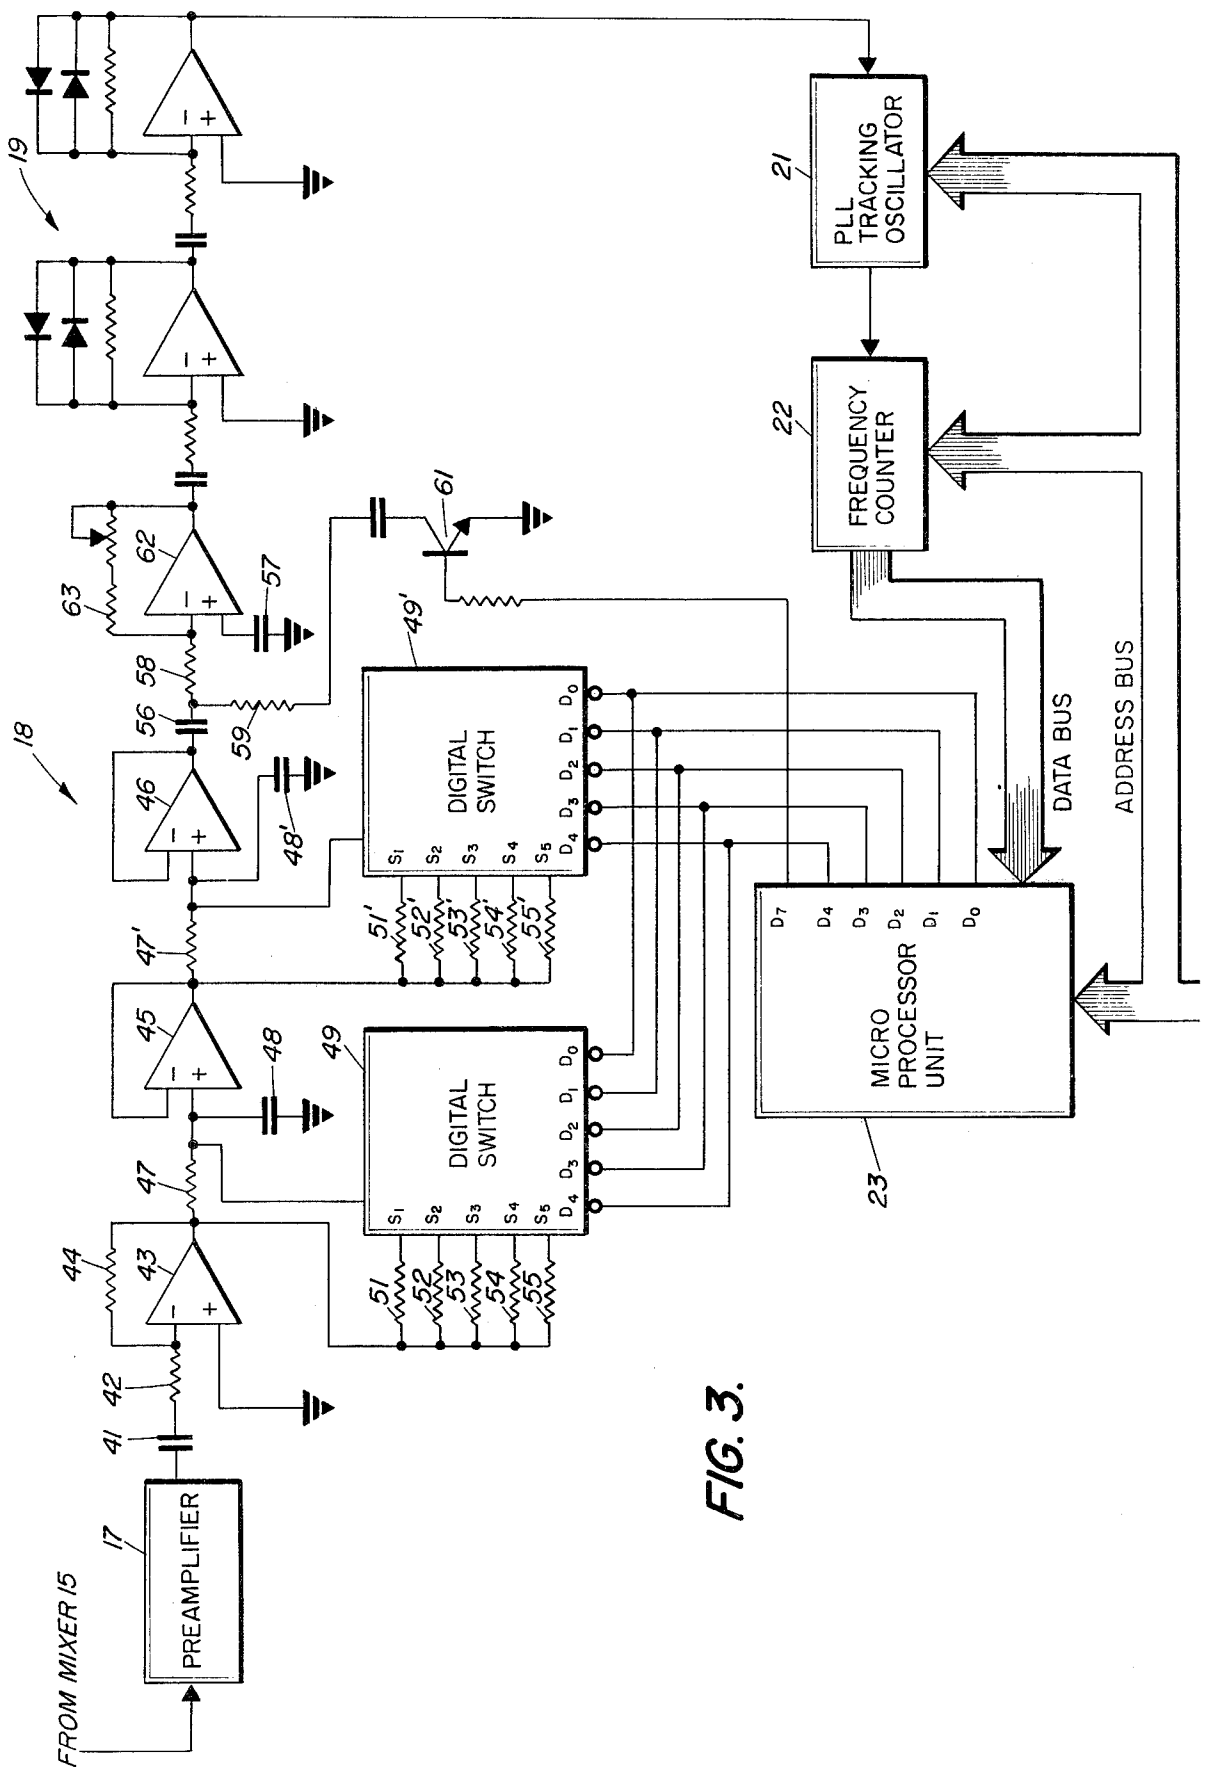 FROM MIXER 15
17
PREAMPLIFIER
41
42
44
43
−
+
47
45
−
+
48
47'
46
−
+
48'
18
56
58
59
63
62
−
+
57
61
19
−
+
−
+
49
DIGITAL
SWITCH
S1
S2
S3
S4
S5
D4
D3
D2
D1
D0
51
52
53
54
55
49'
DIGITAL
SWITCH
S1
S2
S3
S4
S5
D4
D3
D2
D1
D0
51'
52'
53'
54'
55'
23
MICRO
PROCESSOR
UNIT
D7
D4
D3
D2
D1
D0
22
FREQUENCY
COUNTER
21
PLL
TRACKING
OSCILLATOR
DATA BUS
ADDRESS BUS
FIG. 3.